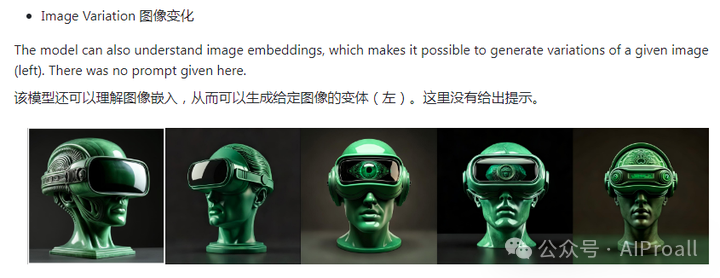 • Image Variation 图像变化
The model can also understand image embeddings, which makes it possible to generate variations of a given image
(left). There was no prompt given here.
该模型还可以理解图像嵌入，从而可以生成给定图像的变体（左）。这里没有给出提示。
公众号 · AIProall